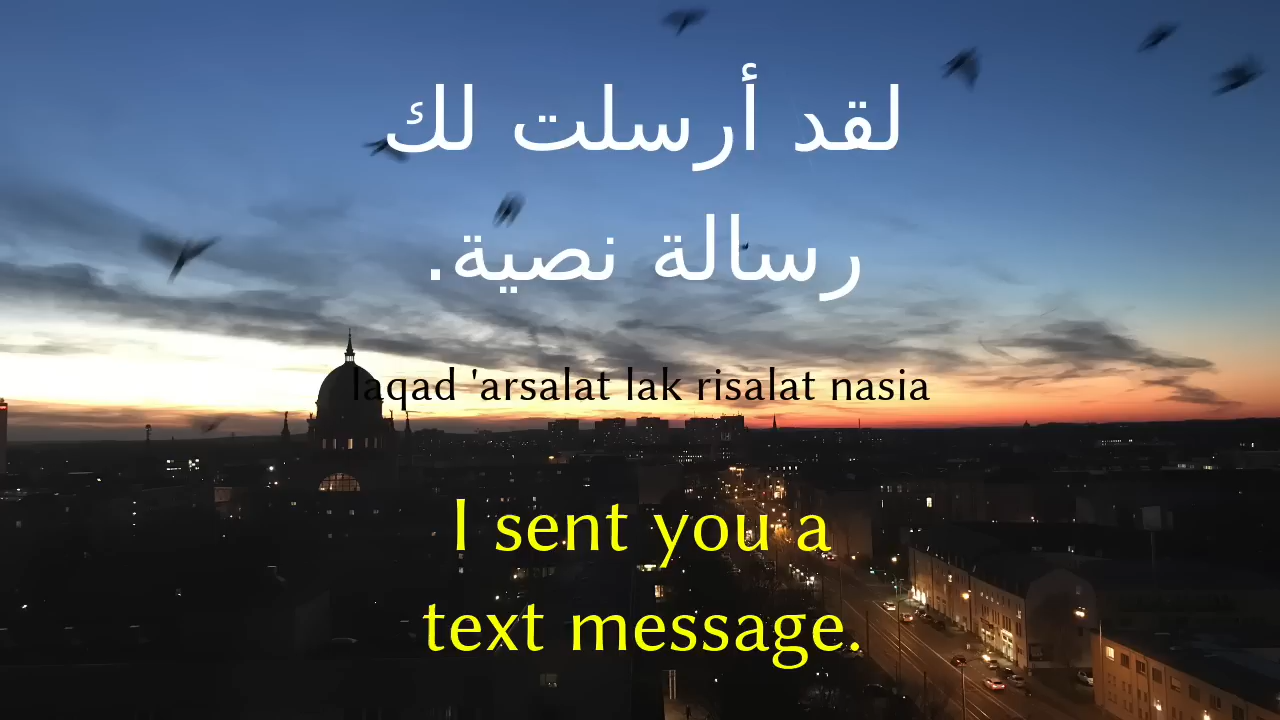 لقد أرسلت لك
رسالة نصية.
laqad 'arsalat lak risalat nasia
I sent you a
text message.